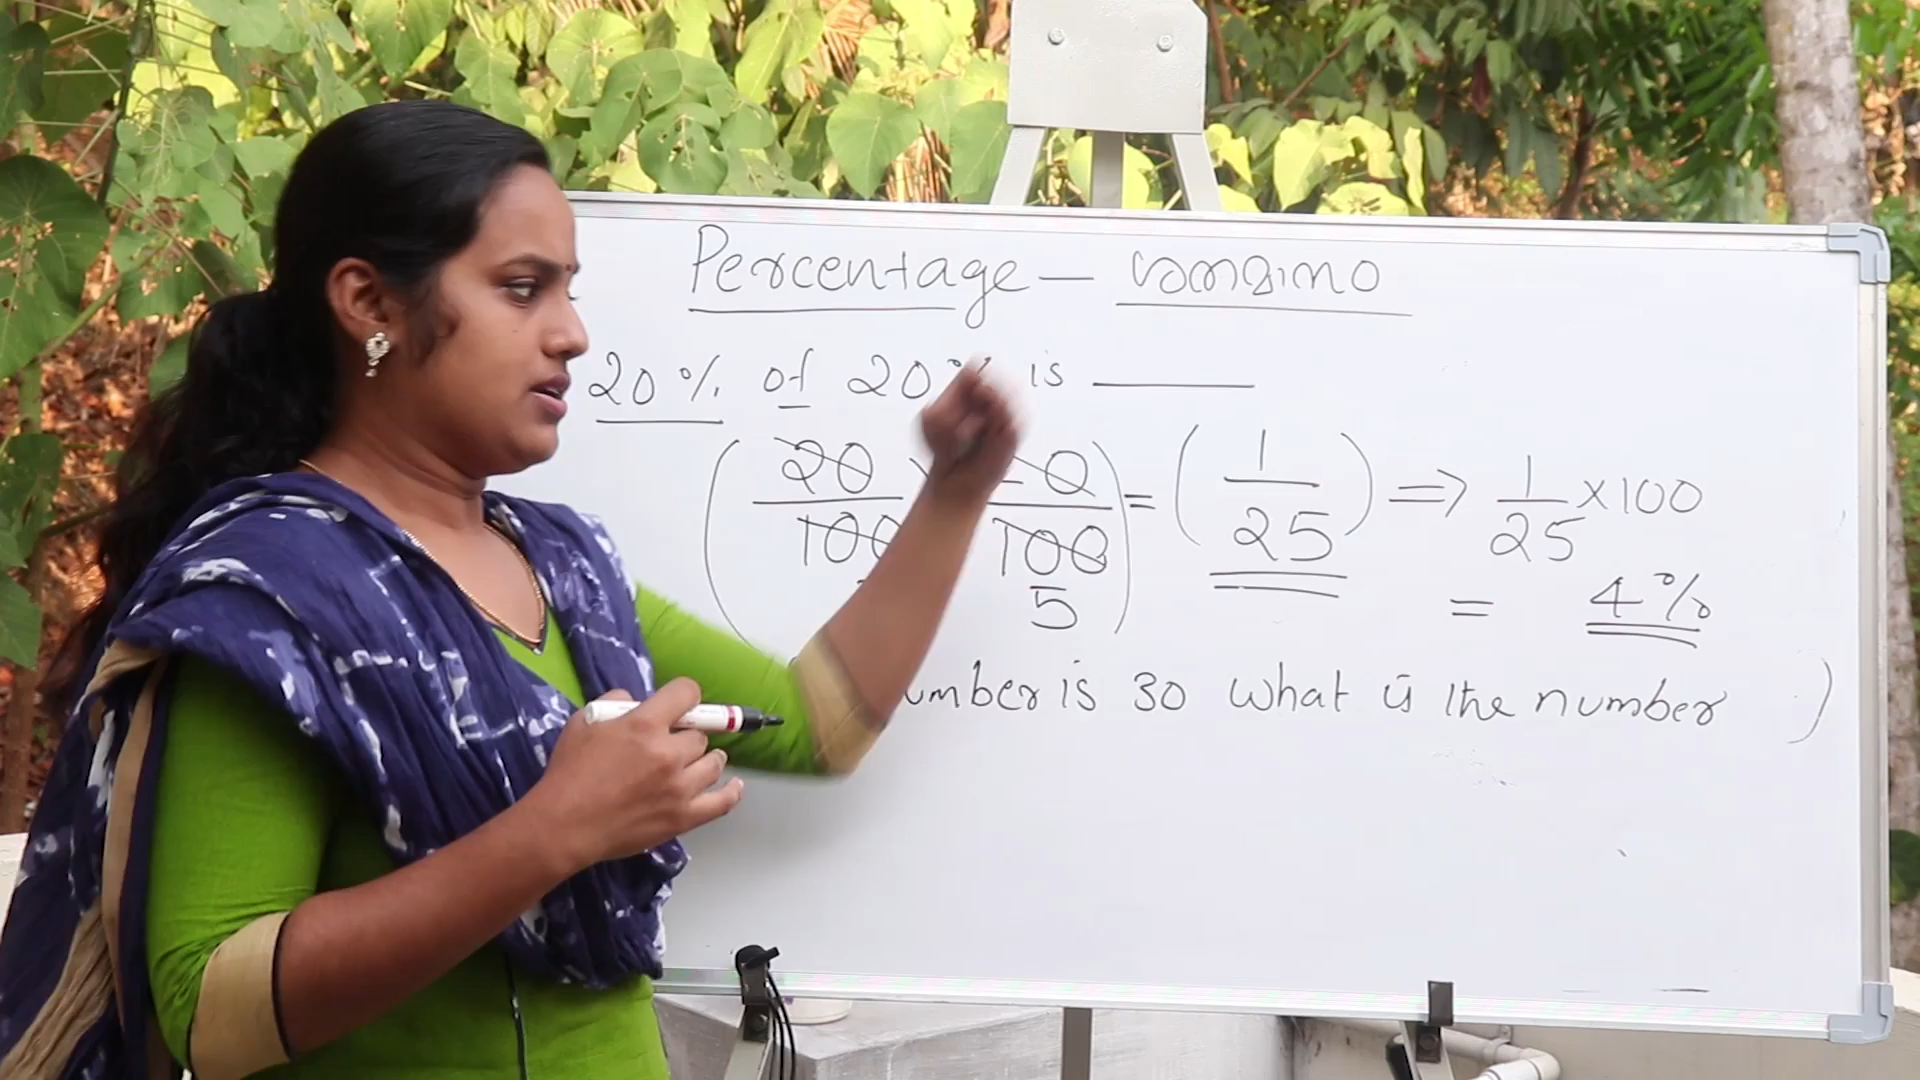 Percentage — ശതമാനം
20% of 20% is ______
( 20/100 × 20/100 ) = ( 1/25 ) ⇒ 1/25 × 100
5
= 4%
number is 30 what is the number )